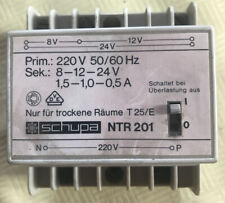 8V 12V
24V
Prim.: 220 V 50/60 Hz
Sek.: 8-12-24 V
1,5-1,0-0,5 A
Schaltet bei
Überlastung aus
Nur für trockene Räume T 25/E
1
schupa NTR 201
0
N 220V P